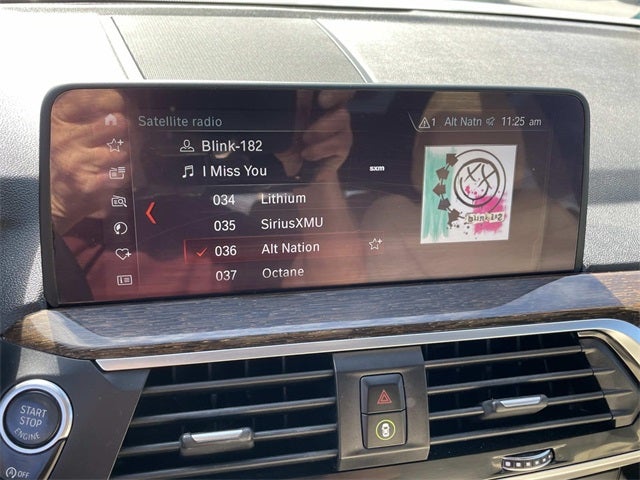 Satellite radio
1 Alt Natn 11:25 am
Blink-182
I Miss You
sxm
034 Lithium
035 SiriusXMU
036 Alt Nation
037 Octane
blink-182
START
STOP
ENGINE
OFF